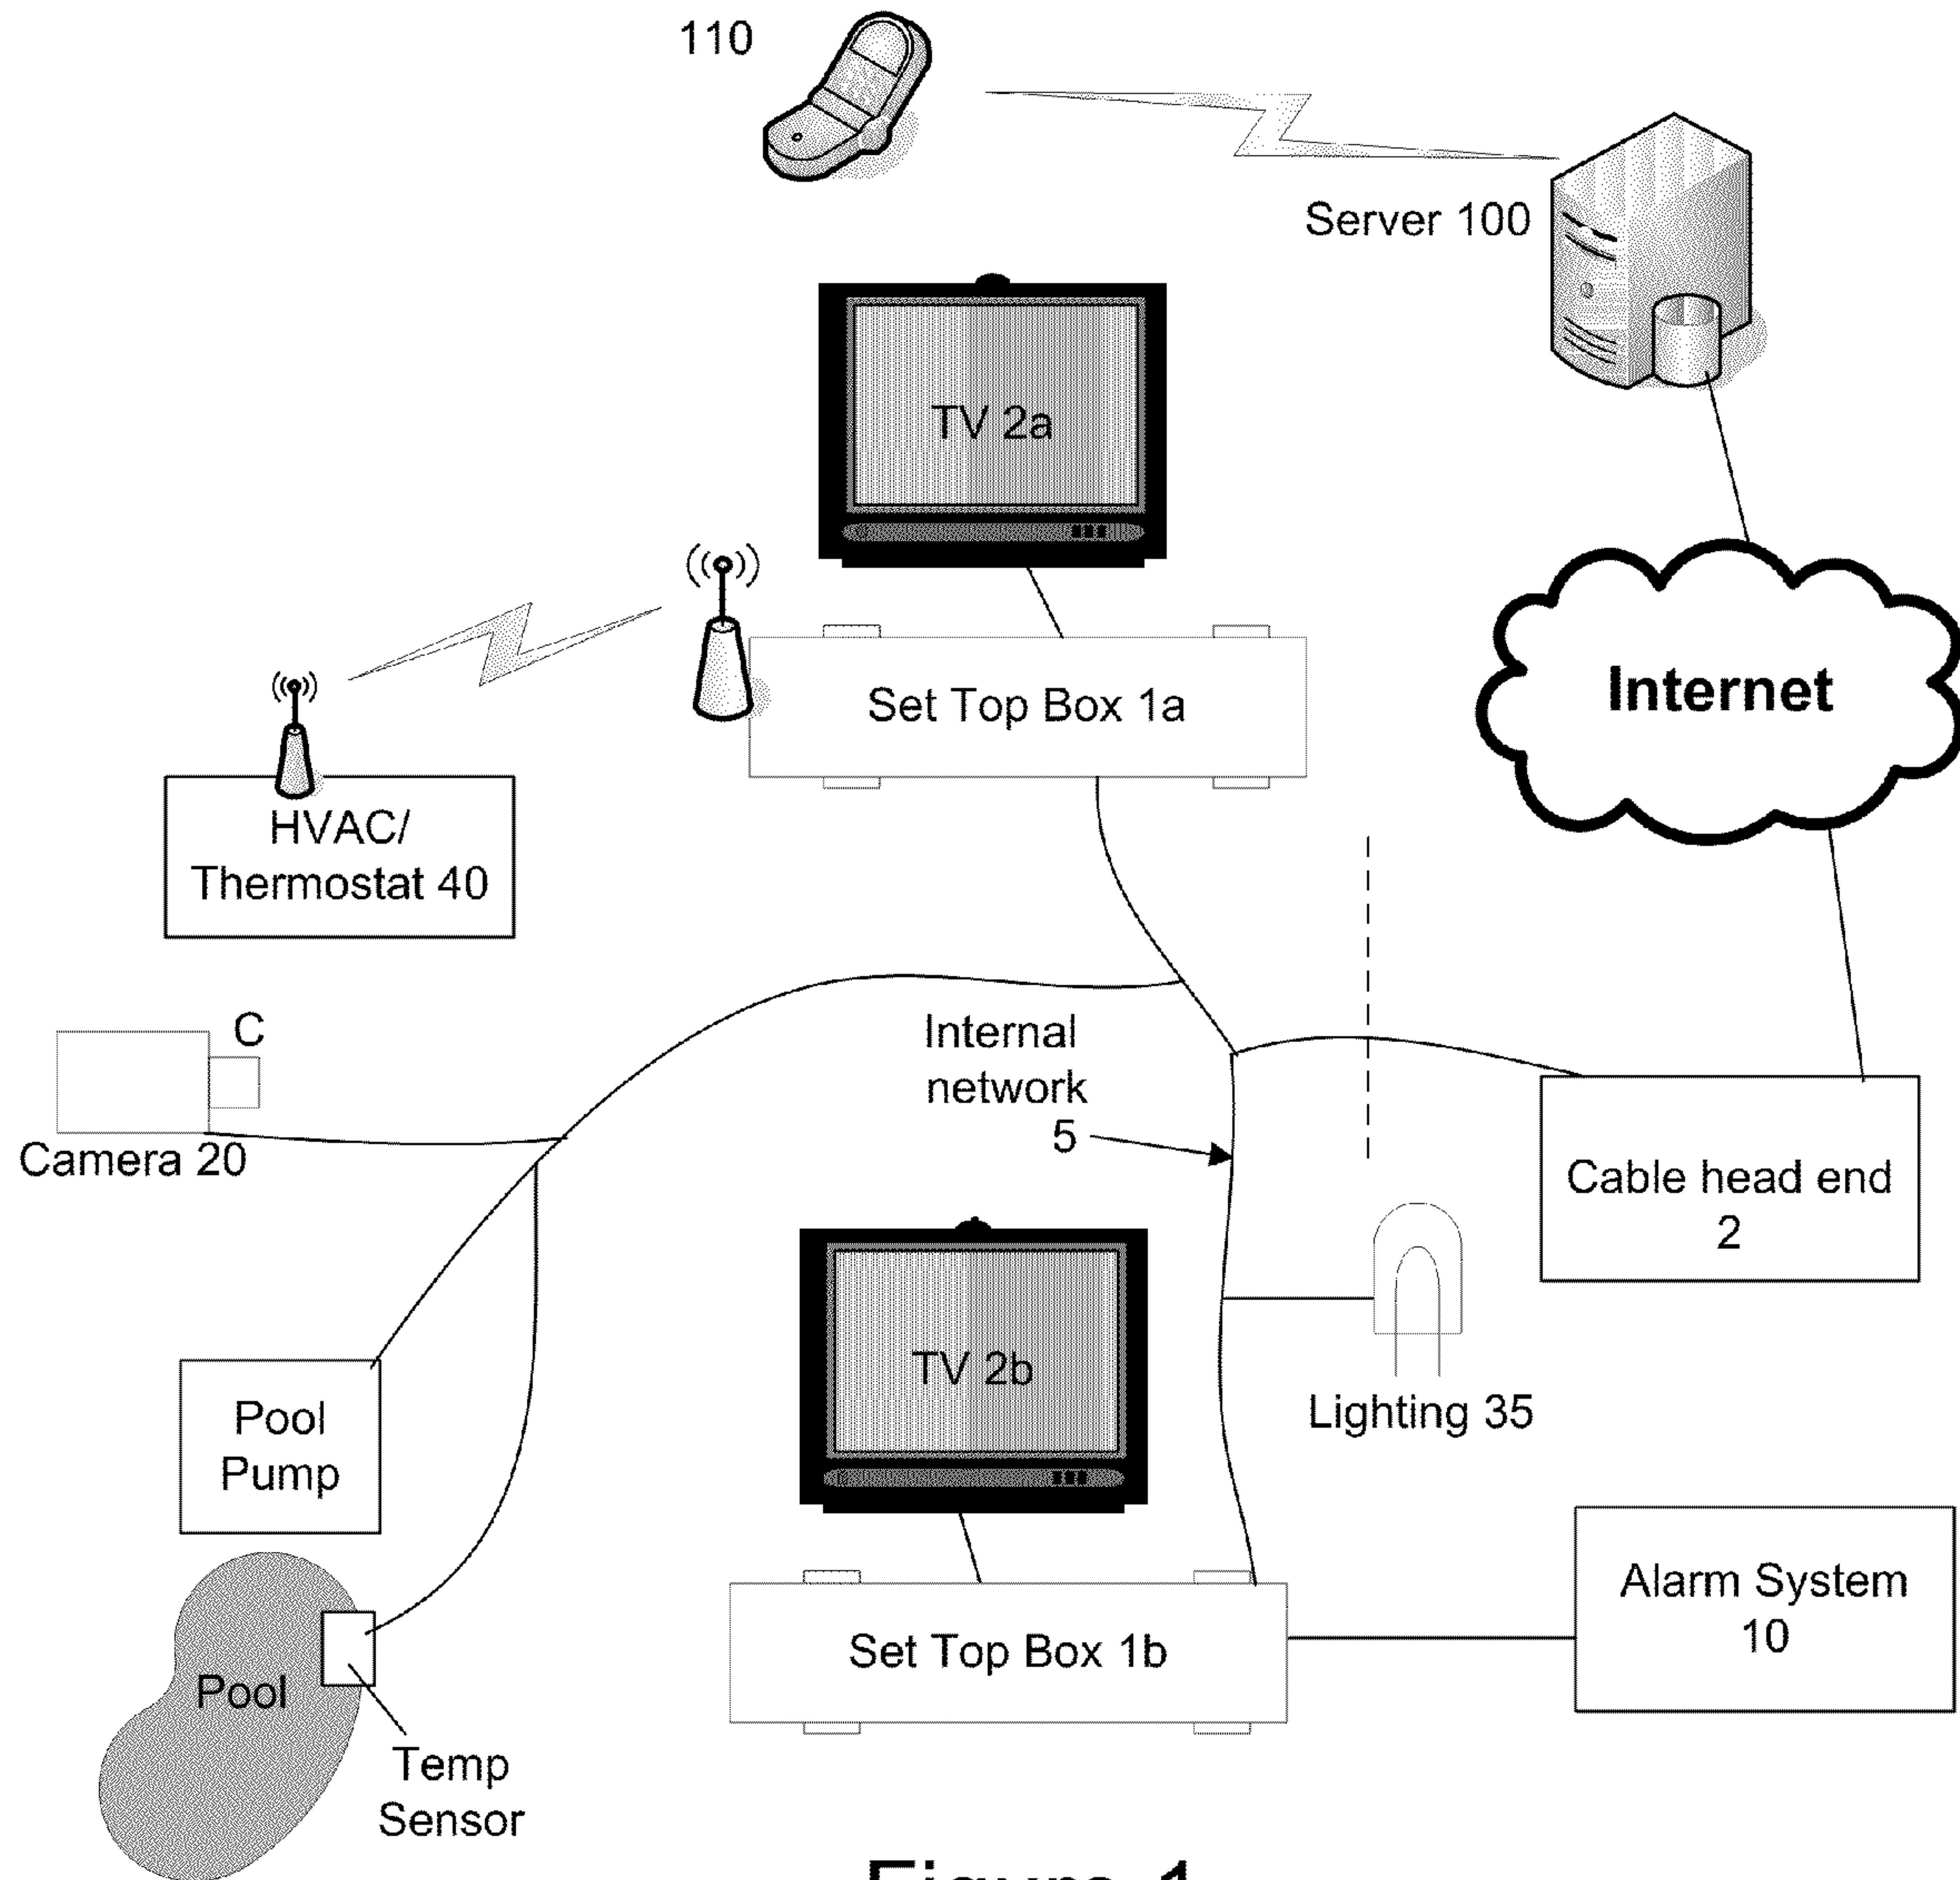 110
Server 100
TV 2a
Internet
Set Top Box 1a
HVAC/
Thermostat 40
C
Camera 20
Internal
network
5
Cable head end
2
TV 2b
Lighting 35
Pool
Pump
Alarm System
10
Set Top Box 1b
Pool
Temp
Sensor
Figure 1